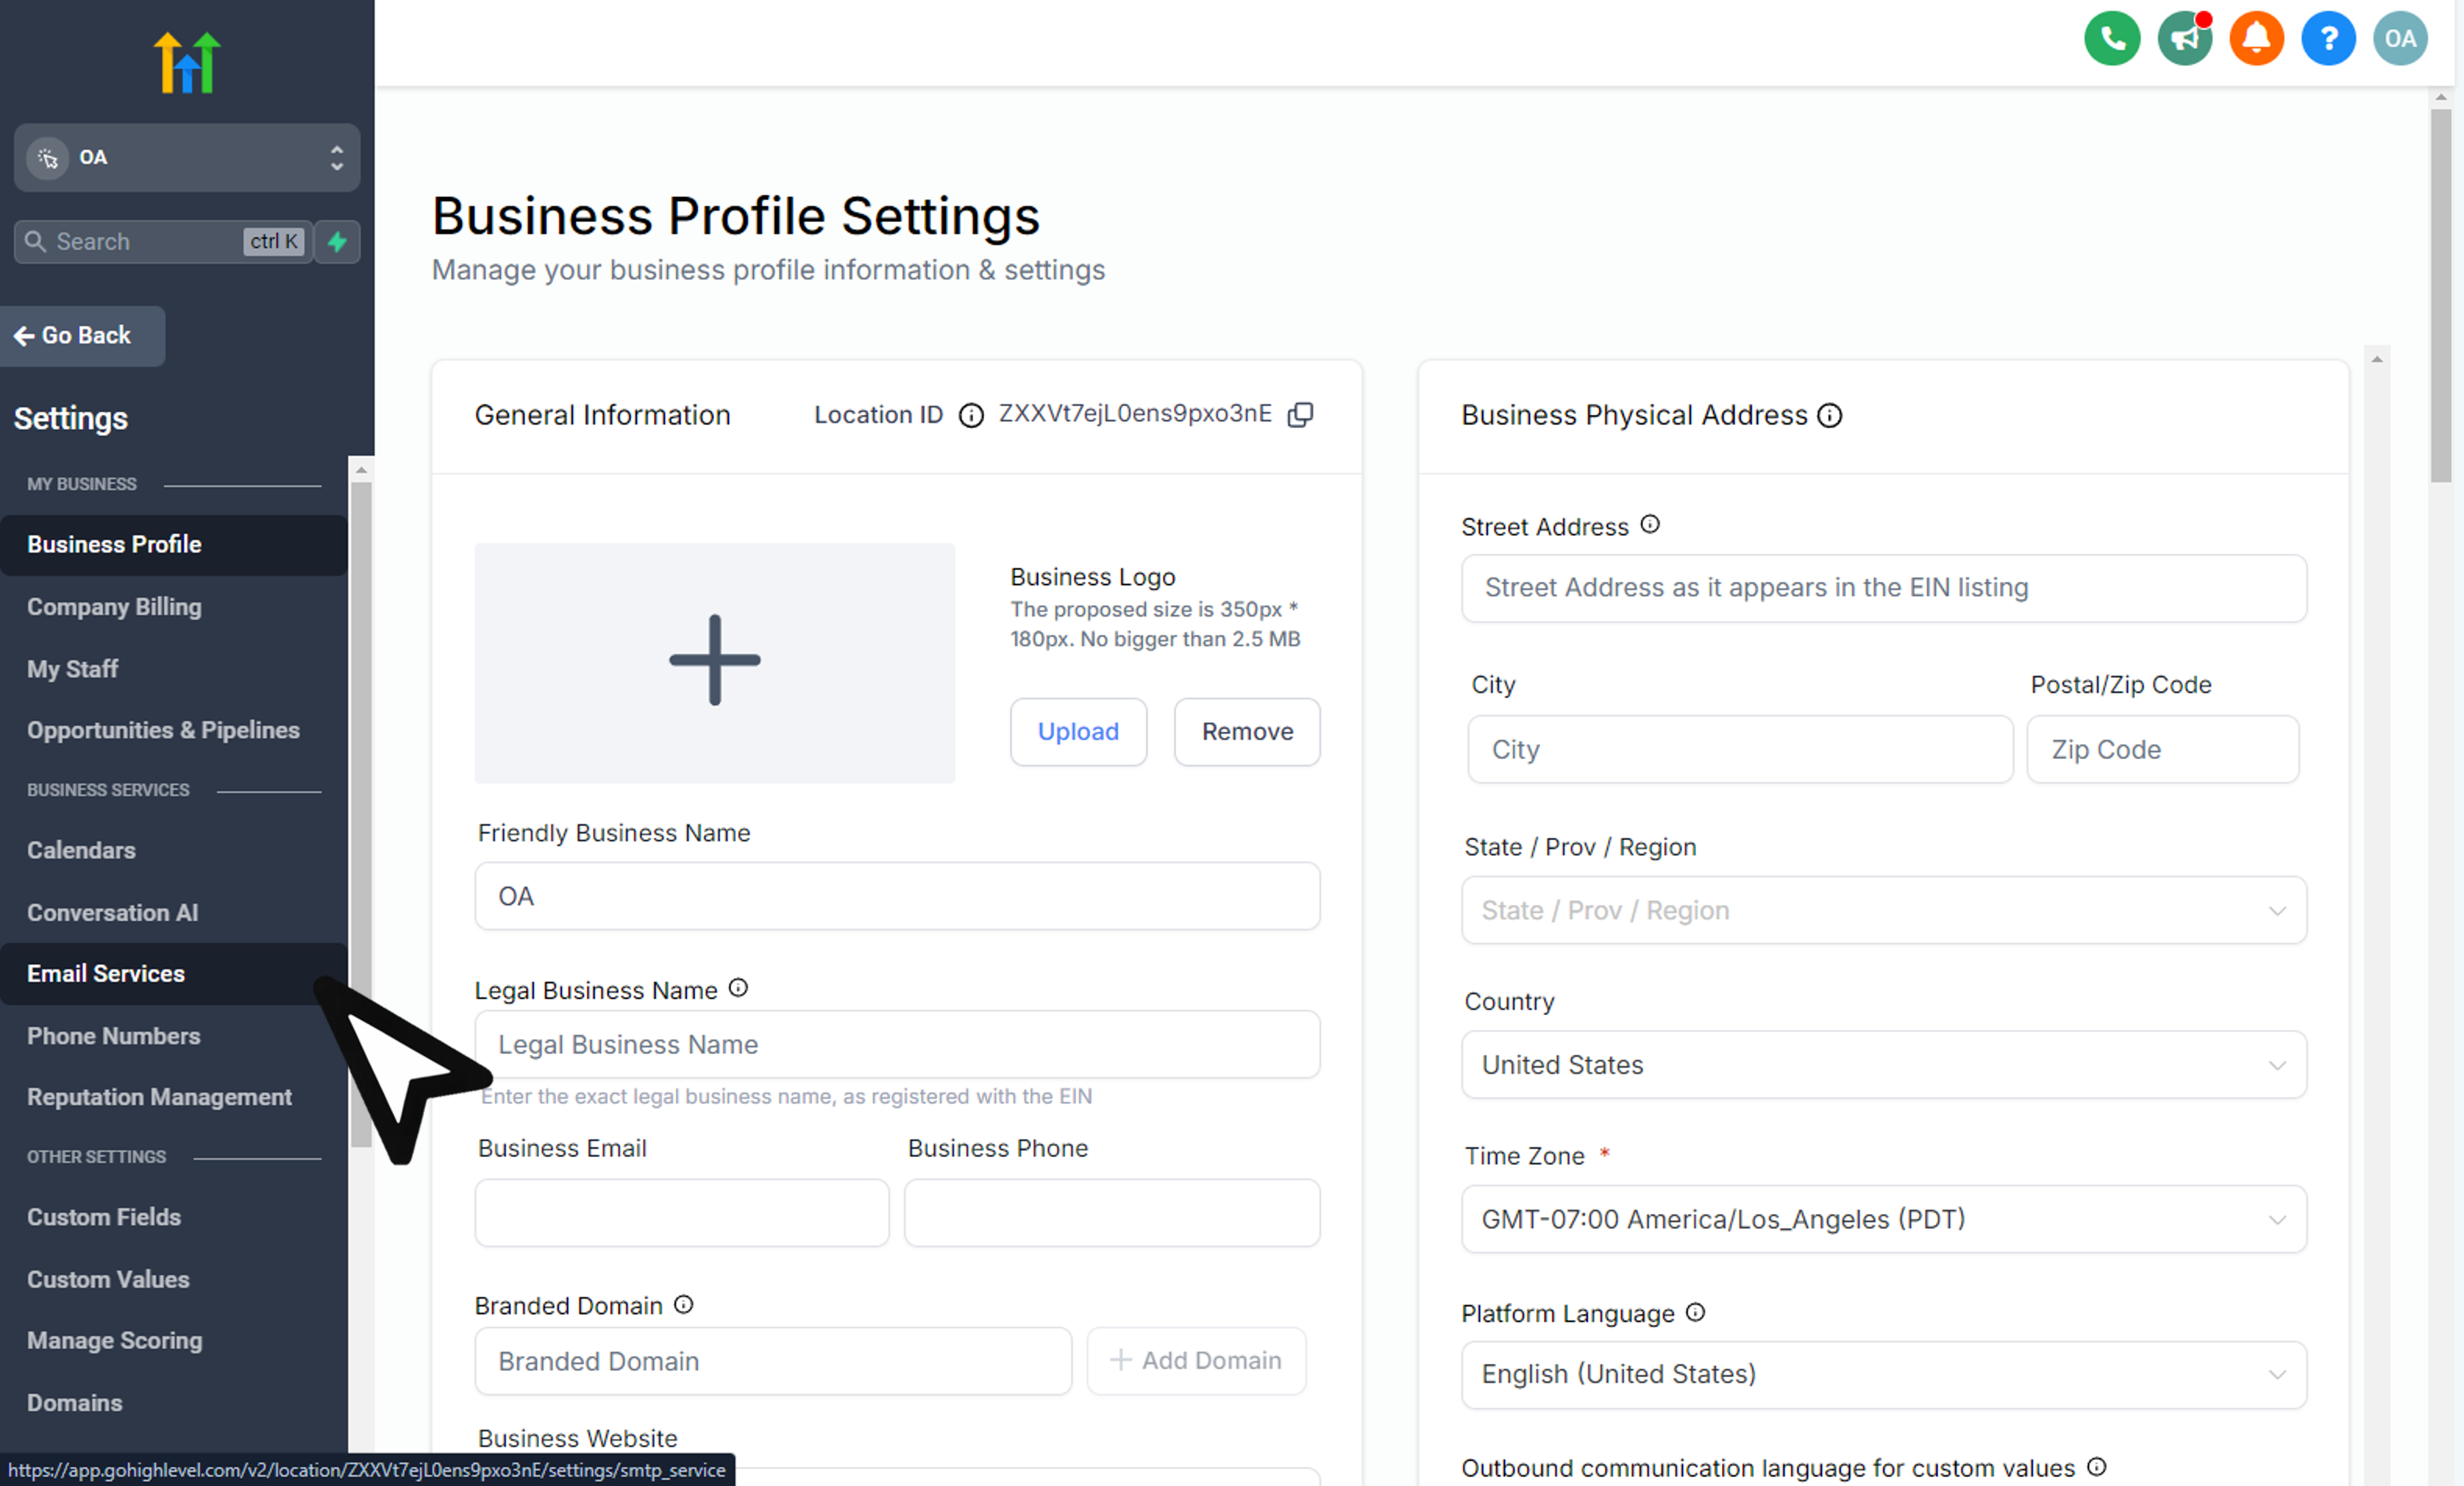 OA
OA
Search ctrl K
Go Back
Settings
MY BUSINESS
Business Profile
Company Billing
My Staff
Opportunities & Pipelines
BUSINESS SERVICES
Calendars
Conversation AI
Email Services
Phone Numbers
Reputation Management
OTHER SETTINGS
Custom Fields
Custom Values
Manage Scoring
Domains
https://app.gohighlevel.com/v2/location/ZXXVt7ejL0ens9pxo3nE/settings/smtp_service
Business Profile Settings
Manage your business profile information & settings
General Information Location ID ZXXVt7ejL0ens9pxo3nE
Business Logo
The proposed size is 350px *
180px. No bigger than 2.5 MB
Upload Remove
Friendly Business Name
OA
Legal Business Name
Legal Business Name
Enter the exact legal business name, as registered with the EIN
Business Email Business Phone
Branded Domain
Branded Domain + Add Domain
Business Website
Business Physical Address
Street Address
Street Address as it appears in the EIN listing
City Postal/Zip Code
City Zip Code
State / Prov / Region
State / Prov / Region
Country
United States
Time Zone *
GMT-07:00 America/Los_Angeles (PDT)
Platform Language
English (United States)
Outbound communication language for custom values